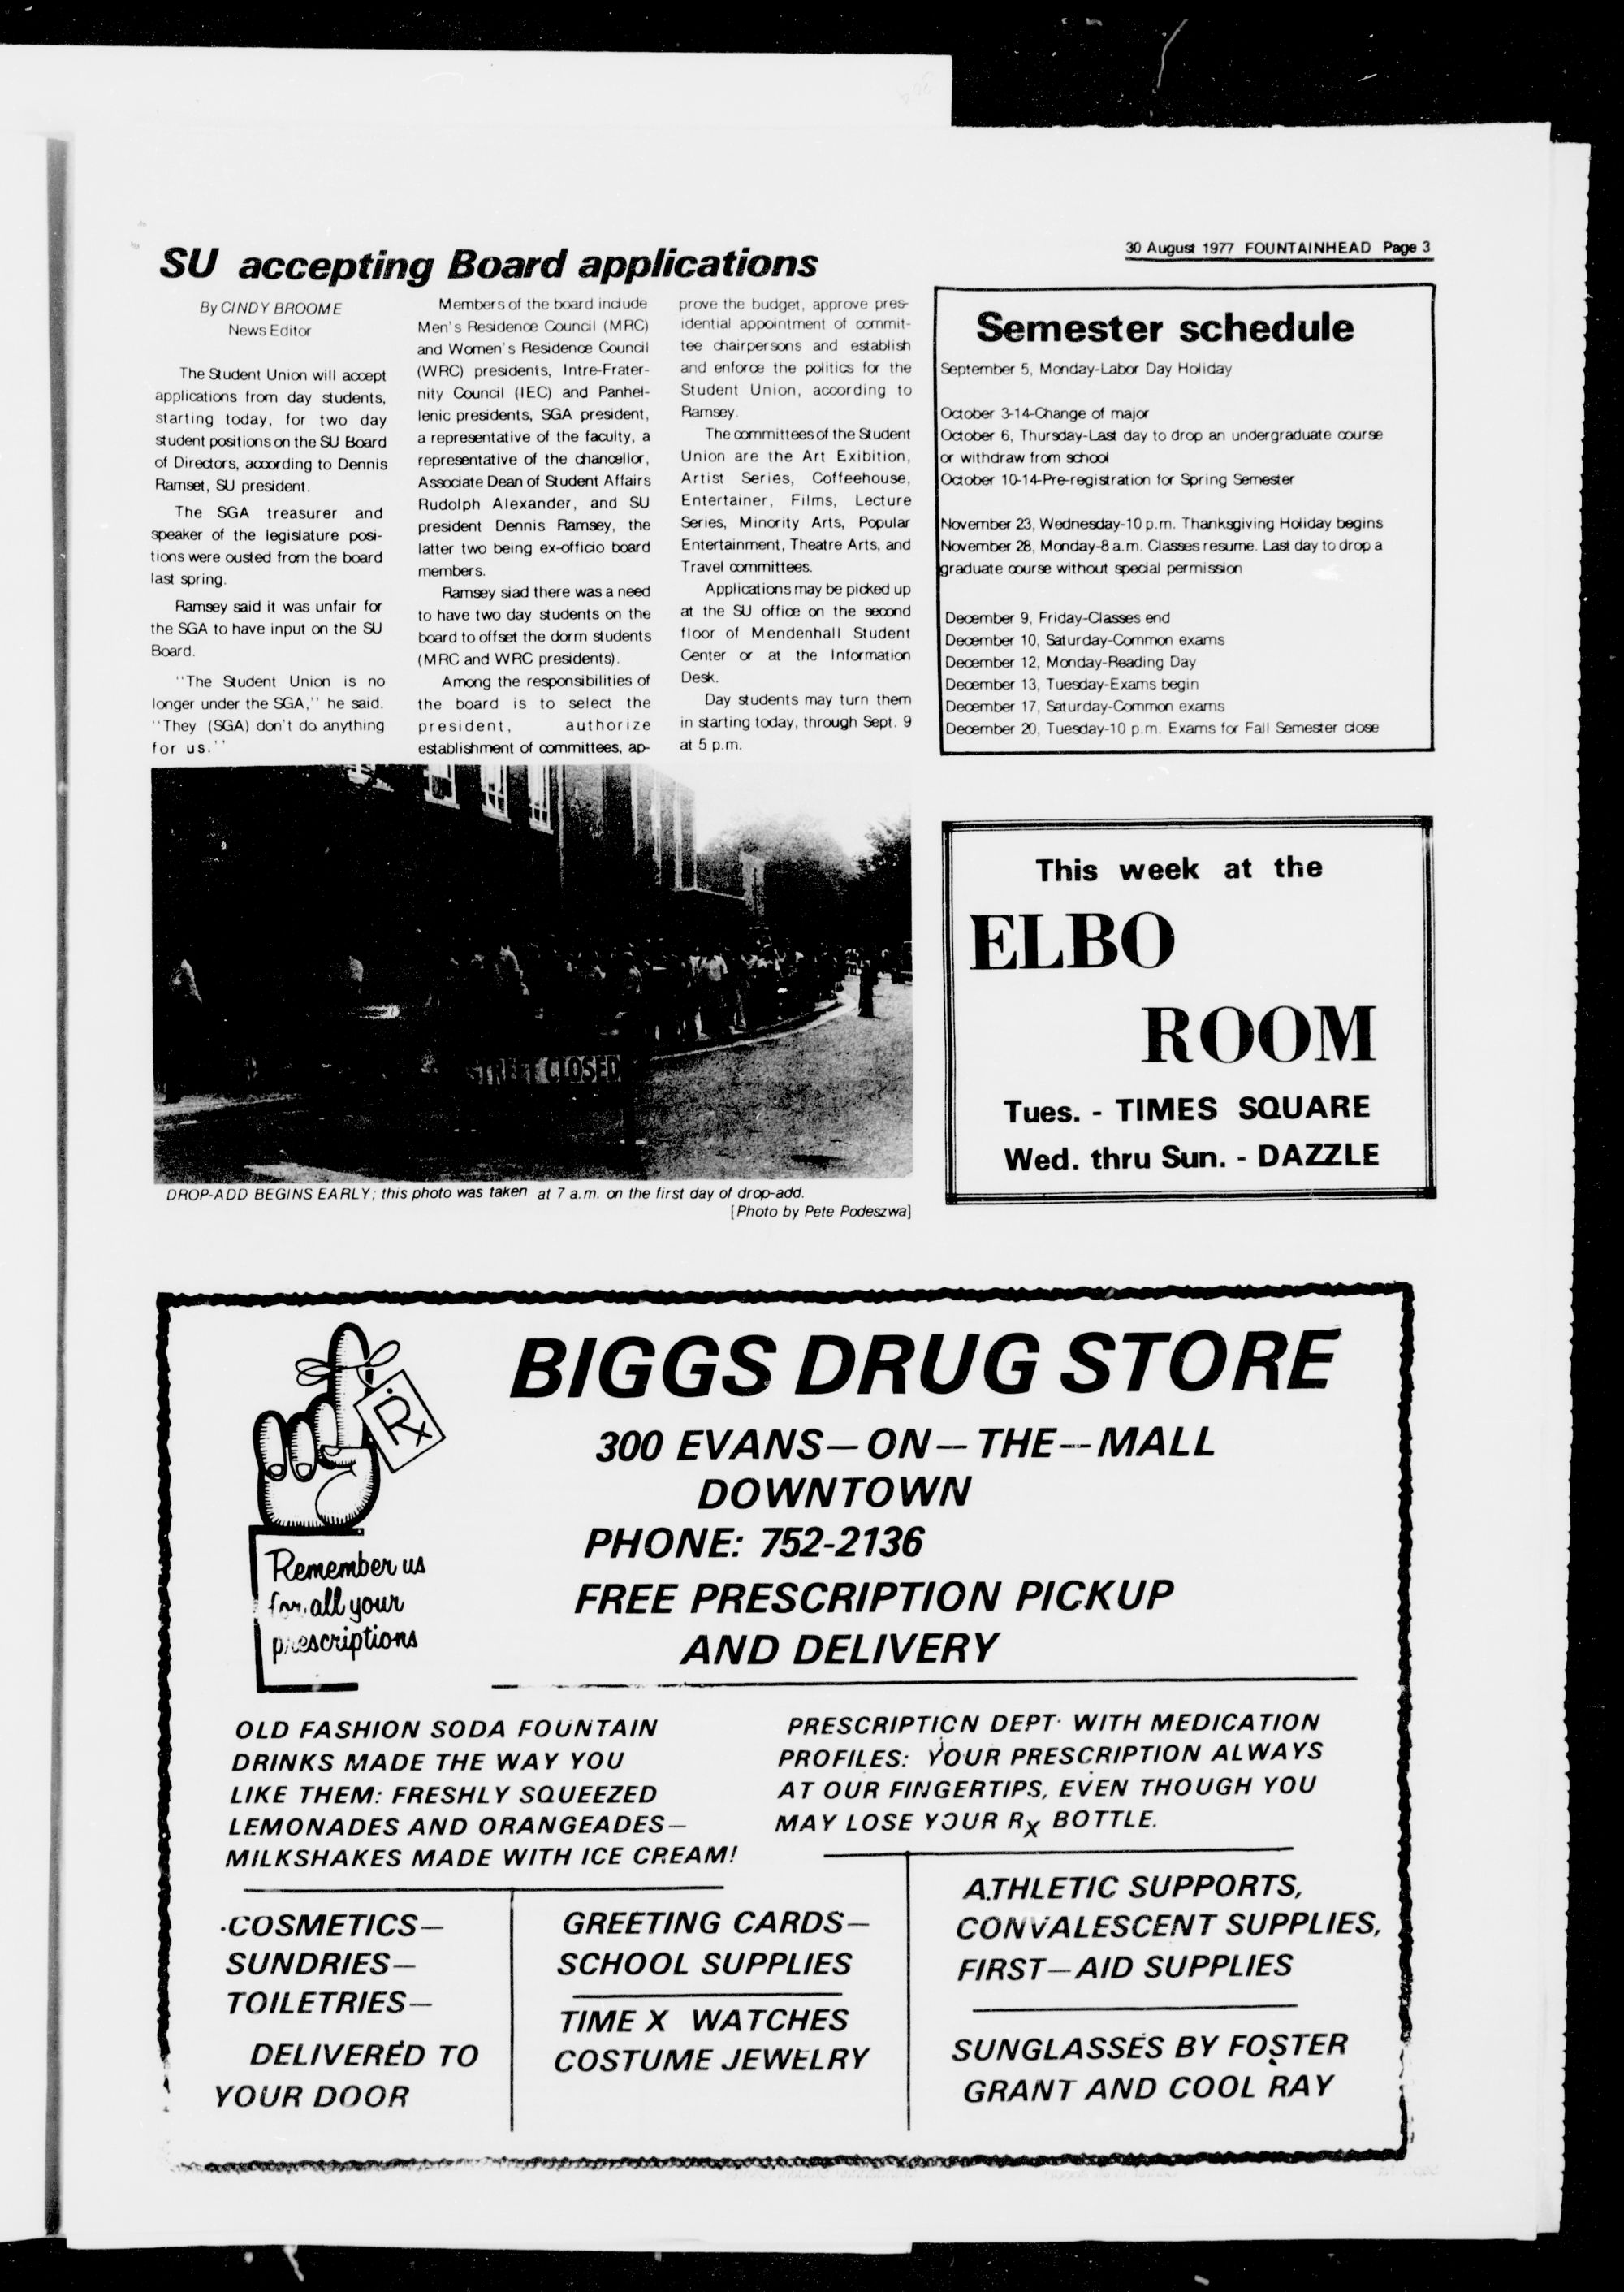 30 August 1977 FOUNTAINHEAD Page 3
SU accepting Board applications
By CINDY BROOME
News Editor
The Student Union will accept
applications from day students,
starting today, for two day
student positions on the SU Board
of Directors, according to Dennis
Ramset, SU president.
The SGA treasurer and
speaker of the legislature posi-
tions were ousted from the board
last spring.
Ramsey said it was unfair for
the SGA to have input on the SU
Board.
''The Student Union is no
longer under the SGA,'' he said.
''They (SGA) don't do anything
for us.''
Members of the board include
Men's Residence Council (MRC)
and Women's Residence Council
(WRC) presidents, Intre-Frater-
nity Council (IEC) and Panhel-
lenic presidents, SGA president,
a representative of the faculty, a
representative of the chancellor,
Associate Dean of Student Affairs
Rudolph Alexander, and SU
president Dennis Ramsey, the
latter two being ex-officio board
members.
Ramsey siad there was a need
to have two day students on the
board to offset the dorm students
(MRC and WRC presidents).
Among the responsibilities of
the board is to select the
president, authorize
establishment of committees, ap-
prove the budget, approve pres-
idential appointment of commit-
tee chairpersons and establish
and enforce the politics for the
Student Union, according to
Ramsey.
The committees of the Student
Union are the Art Exibition,
Artist Series, Coffeehouse,
Entertainer, Films, Lecture
Series, Minority Arts, Popular
Entertainment, Theatre Arts, and
Travel committees.
Applications may be picked up
at the SU office on the second
floor of Mendenhall Student
Center or at the Information
Desk.
Day students may turn them
in starting today, through Sept. 9
at 5 p.m.
Semester schedule
September 5, Monday-Labor Day Holiday
October 3-14-Change of major
October 6, Thursday-Last day to drop an undergraduate course
or withdraw from school
October 10-14-Pre-registration for Spring Semester
November 23, Wednesday-10 p.m. Thanksgiving Holiday begins
November 28, Monday-8 a.m. Classes resume. Last day to drop a
graduate course without special permission
December 9, Friday-Classes end
December 10, Saturday-Common exams
December 12, Monday-Reading Day
December 13, Tuesday-Exams begin
December 17, Saturday-Common exams
December 20, Tuesday-10 p.m. Exams for Fall Semester close
STREET CLOSED
DROP-ADD BEGINS EARLY; this photo was taken at 7 a.m. on the first day of drop-add.
[Photo by Pete Podeszwa]
This week at the
ELBO
ROOM
Tues. - TIMES SQUARE
Wed. thru Sun. - DAZZLE
Rx
Remember us
for all your
prescriptions
BIGGS DRUG STORE
300 EVANS—ON—THE—MALL
DOWNTOWN
PHONE: 752-2136
FREE PRESCRIPTION PICKUP
AND DELIVERY
OLD FASHION SODA FOUNTAIN
DRINKS MADE THE WAY YOU
LIKE THEM: FRESHLY SQUEEZED
LEMONADES AND ORANGEADES—
MILKSHAKES MADE WITH ICE CREAM!
PRESCRIPTION DEPT. WITH MEDICATION
PROFILES: YOUR PRESCRIPTION ALWAYS
AT OUR FINGERTIPS, EVEN THOUGH YOU
MAY LOSE YOUR Rx BOTTLE.
COSMETICS—
SUNDRIES—
TOILETRIES—
DELIVERED TO
YOUR DOOR
GREETING CARDS—
SCHOOL SUPPLIES
TIME X WATCHES
COSTUME JEWELRY
ATHLETIC SUPPORTS,
CONVALESCENT SUPPLIES,
FIRST—AID SUPPLIES
SUNGLASSES BY FOSTER
GRANT AND COOL RAY